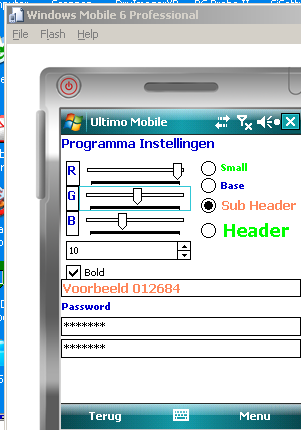 Windows Mobile 6 Professional
File Flash Help
Ultimo Mobile
Programma Instellingen
R
Small
G
Base
Sub Header
B
Header
10
Bold
Voorbeeld 012684
Password
*******
*******
Terug Menu